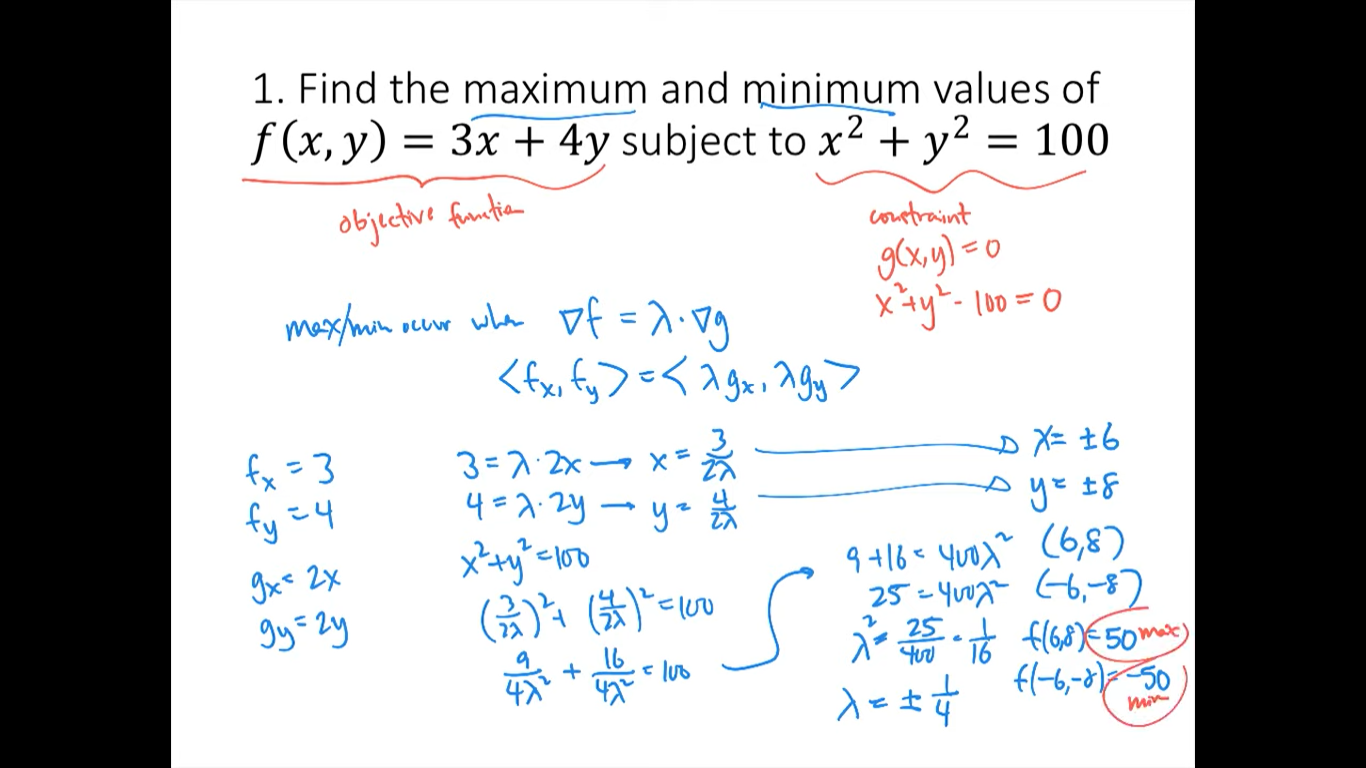 1. Find the maximum and minimum values of
f(x, y) = 3x + 4y subject to x² + y² = 100
objective function
constraint
g(x,y) = 0
x² + y² - 100 = 0
max/min occur when ∇f = λ · ∇g
<fx, fy> = <λgx, λgy>
fx = 3
fy = 4
gx = 2x
gy = 2y
3 = λ · 2x → x = 3/2λ
4 = λ · 2y → y = 4/2λ
x² + y² = 100
(3/2λ)² + (4/2λ)² = 100
9/4λ² + 16/4λ² = 100
9 + 16 = 400λ²
25 = 400λ²
λ² = 25/400 = 1/16
λ = ± 1/4
x = ±6
y = ±8
(6,8)
(-6,-8)
f(6,8) = 50 max
f(-6,-8) = -50
min